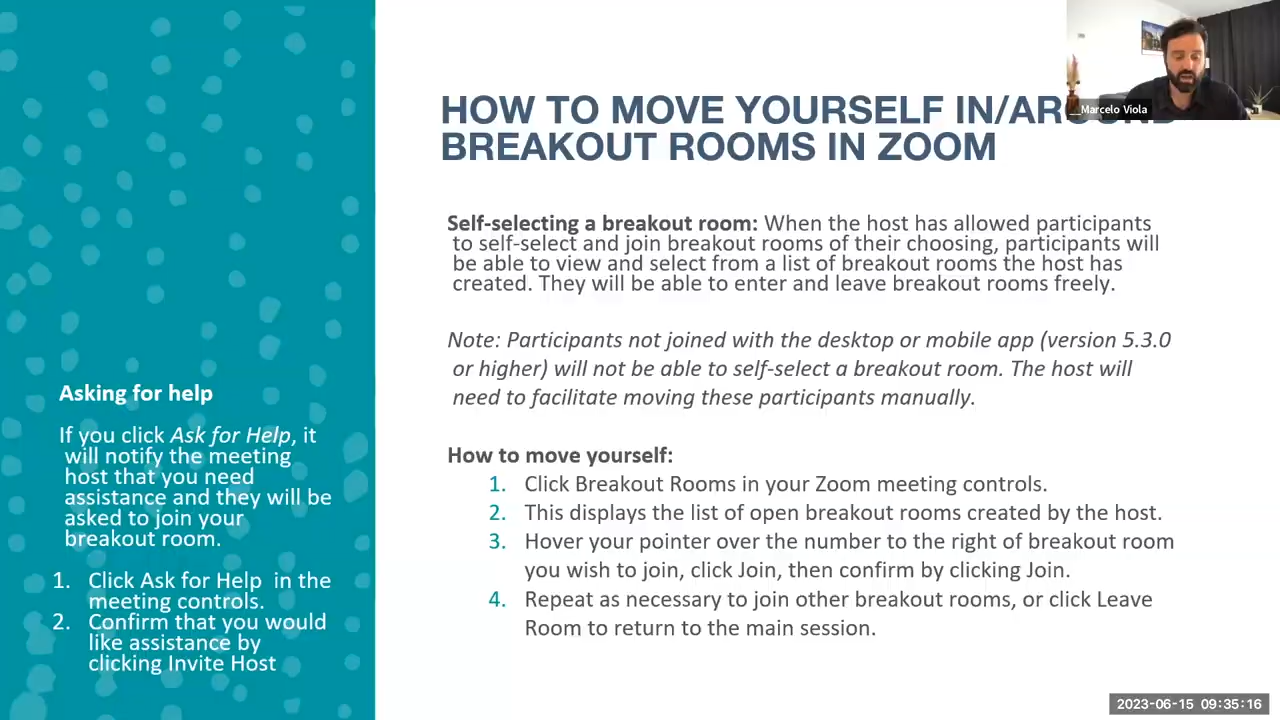 HOW TO MOVE YOURSELF IN/AROUND
BREAKOUT ROOMS IN ZOOM
Marcelo Viola
Self-selecting a breakout room: When the host has allowed participants
to self-select and join breakout rooms of their choosing, participants will
be able to view and select from a list of breakout rooms the host has
created. They will be able to enter and leave breakout rooms freely.
Note: Participants not joined with the desktop or mobile app (version 5.3.0
or higher) will not be able to self-select a breakout room. The host will
need to facilitate moving these participants manually.
How to move yourself:
1. Click Breakout Rooms in your Zoom meeting controls.
2. This displays the list of open breakout rooms created by the host.
3. Hover your pointer over the number to the right of breakout room
you wish to join, click Join, then confirm by clicking Join.
4. Repeat as necessary to join other breakout rooms, or click Leave
Room to return to the main session.
Asking for help
If you click Ask for Help, it
will notify the meeting
host that you need
assistance and they will be
asked to join your
breakout room.
1. Click Ask for Help in the
meeting controls.
2. Confirm that you would
like assistance by
clicking Invite Host
2023-06-15 09:35:16